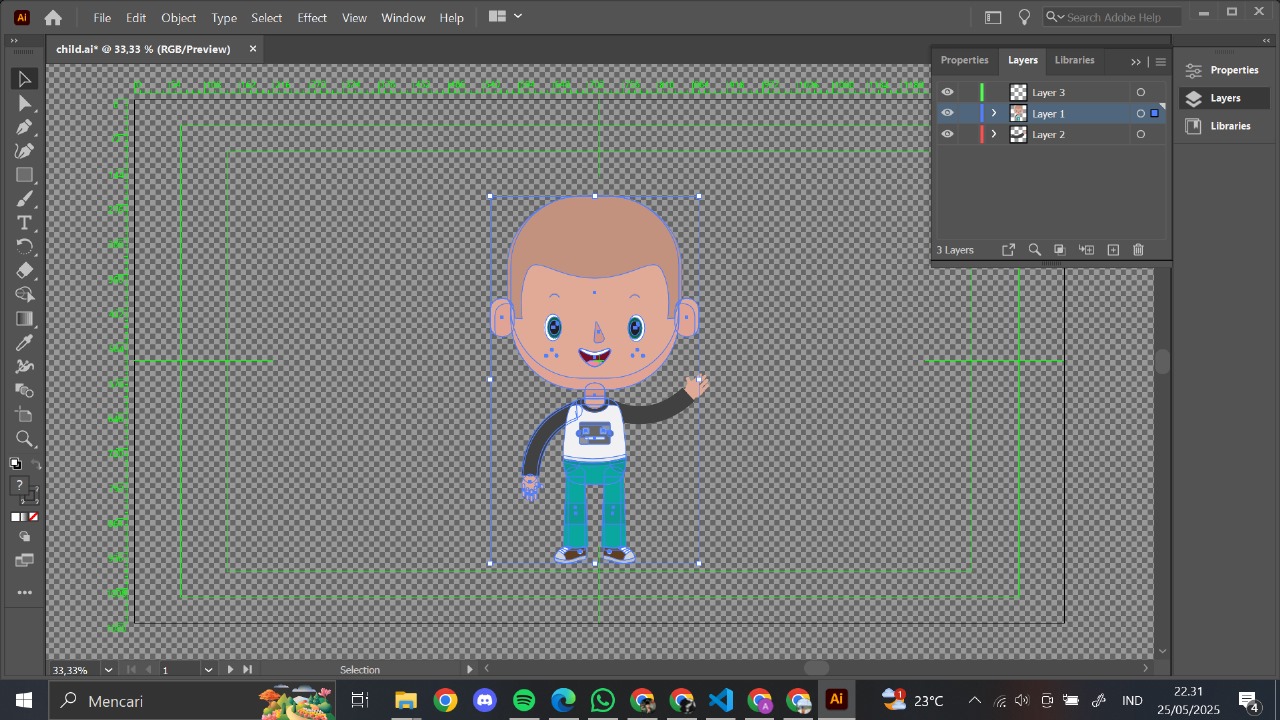 Ai
File Edit Object Type Select Effect View Window Help
Search Adobe Help
child.ai* @ 33,33 % (RGB/Preview)
Properties Layers Libraries
Layer 3
Layer 1
Layer 2
3 Layers
Properties
Layers
Libraries
T
?
33,33%
1
Selection
Mencari
Ai
1
23°C
IND
22.31
25/05/2025
4